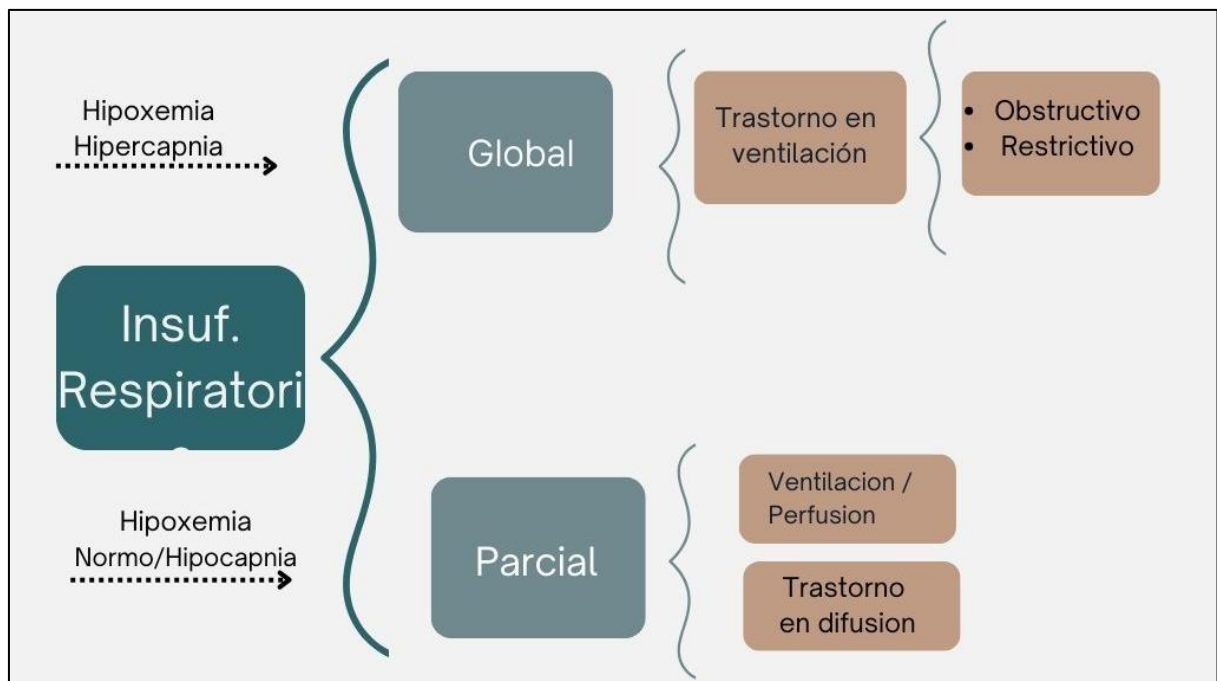 Hipoxemia
Hipercapnia
Global
Trastorno en
ventilación
• Obstructivo
• Restrictivo
Insuf.
Respiratori
Hipoxemia
Normo/Hipocapnia
Parcial
Ventilacion /
Perfusion
Trastorno
en difusion